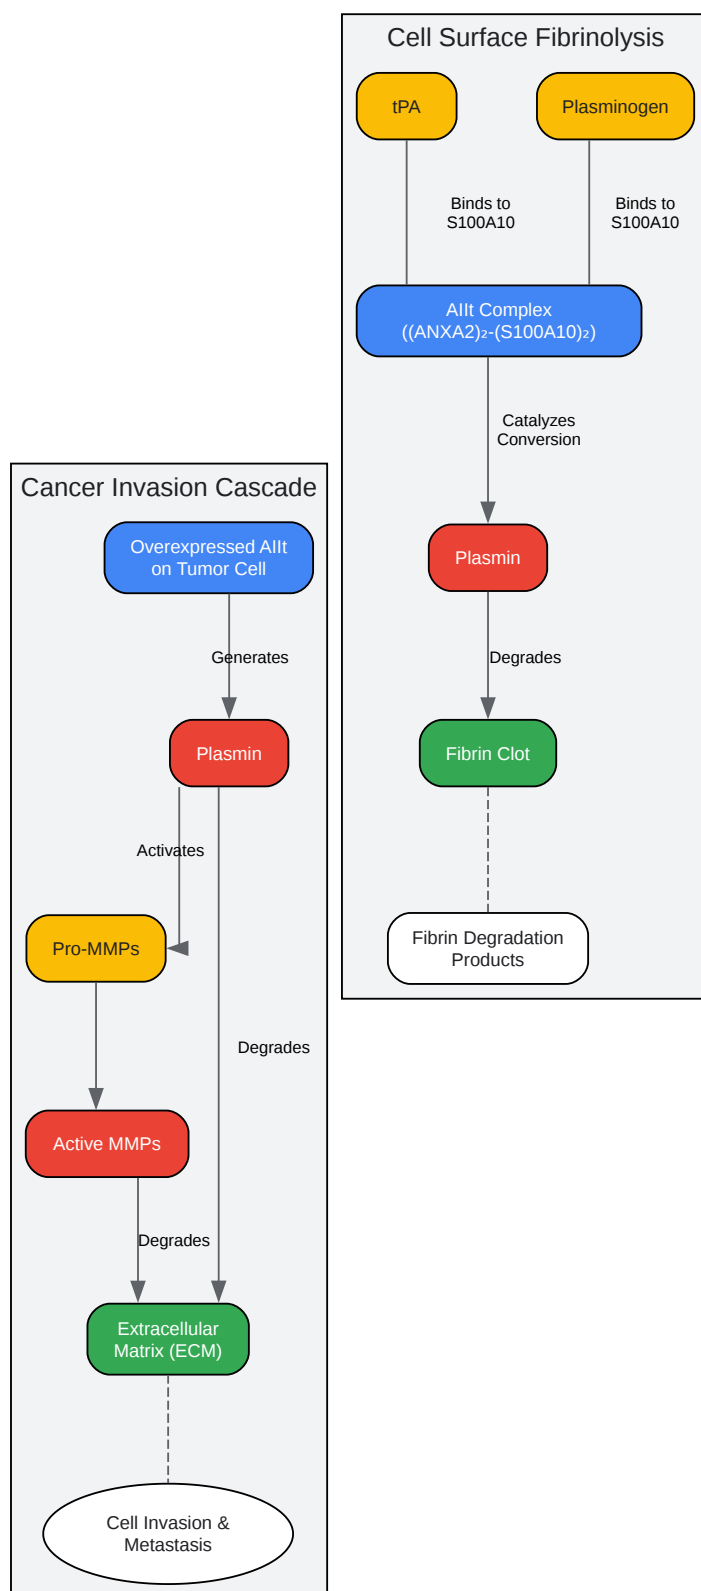 Cell Surface Fibrinolysis
tPA
Plasminogen
Binds to
S100A10
Binds to
S100A10
AIIt Complex
((ANXA2)₂-(S100A10)₂)
Catalyzes
Conversion
Plasmin
Degrades
Fibrin Clot
Fibrin Degradation
Products
Cancer Invasion Cascade
Overexpressed AIIt
on Tumor Cell
Generates
Plasmin
Activates
Pro-MMPs
Degrades
Active MMPs
Degrades
Extracellular
Matrix (ECM)
Cell Invasion &
Metastasis